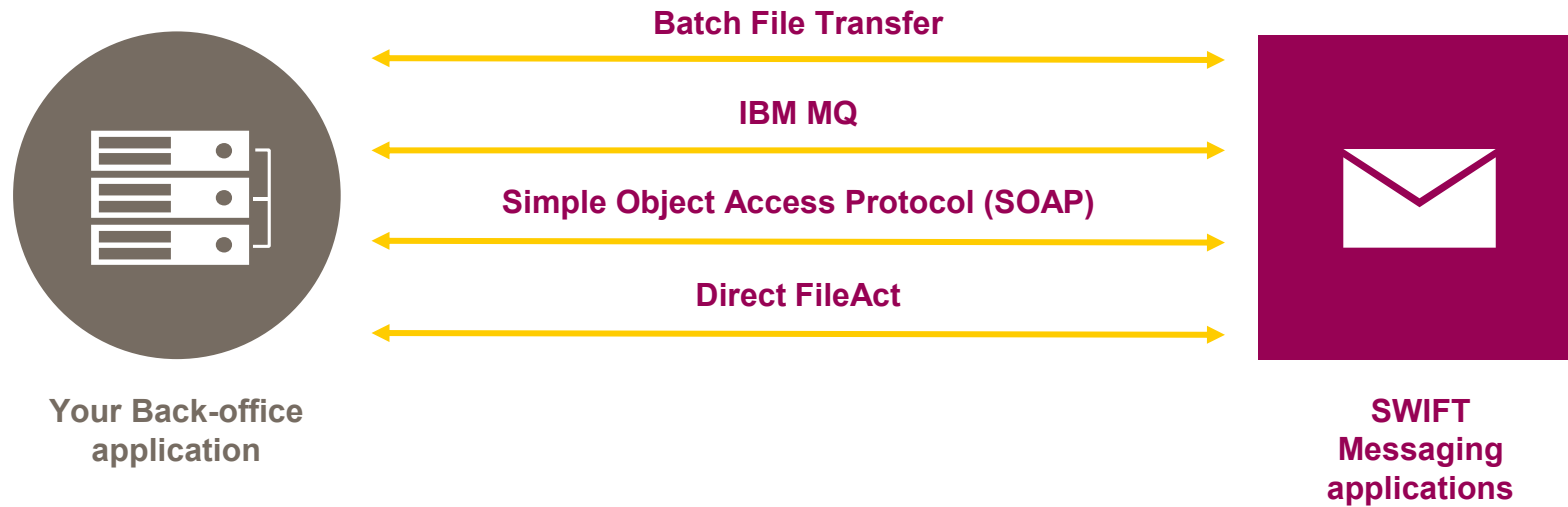 Batch File Transfer
IBM MQ
Simple Object Access Protocol (SOAP)
Direct FileAct
Your Back-office
application
SWIFT
Messaging
applications